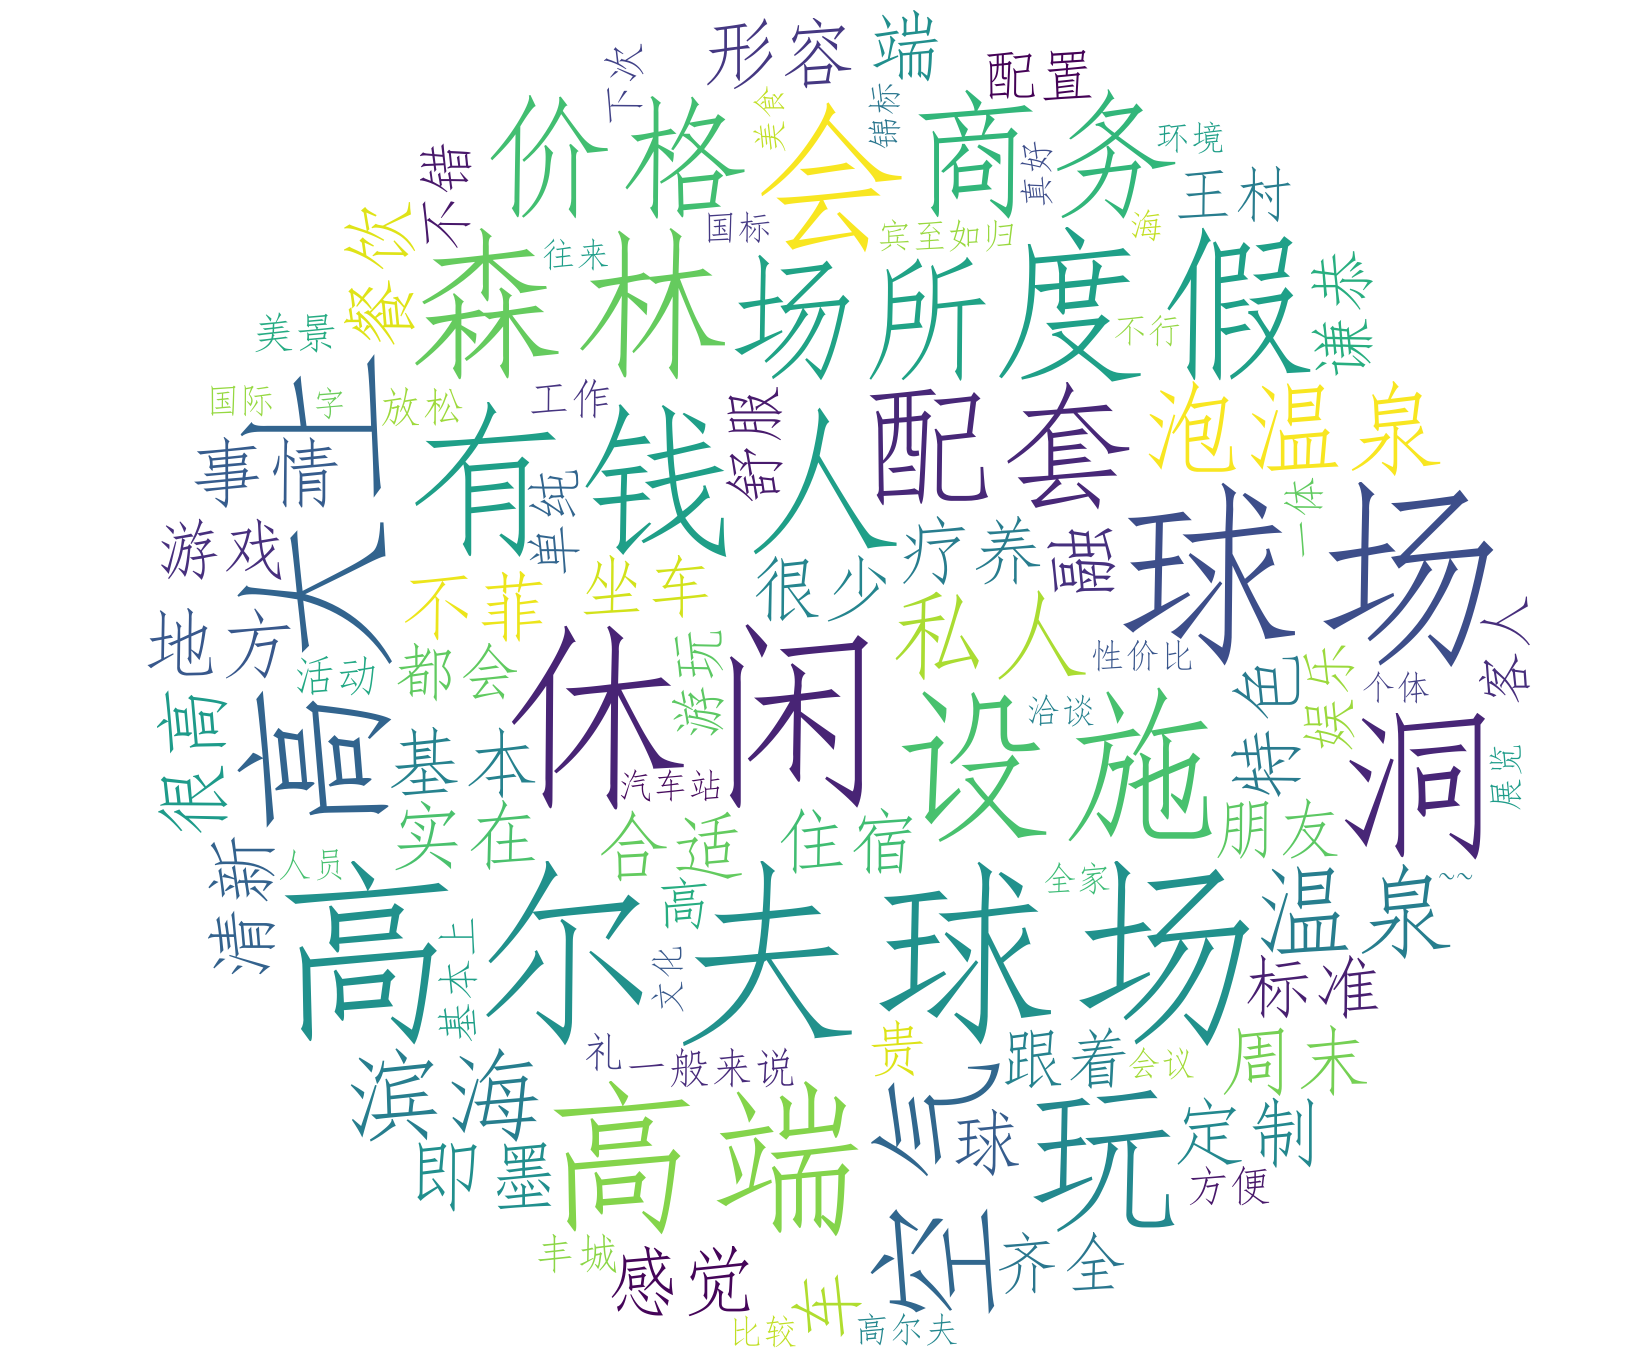 形容
端
下次
配置
美食
锦标
价格
会
商务
环境
不错
真好
王村
国标
宾至如归
海
餐饮
森林
往来
场所
度假
谦恭
美景
不行
国际
字
放松
工作
高大上
有钱人
舒服
配套
泡温泉
事情
单纯
一体
球场
游戏
不菲
坐车
很少
疗养
融
私人
地方
活动
都会
休闲
游玩
性价比
客人
特色
娱乐
个体
很高
基本
汽车站
洽谈
设施
洞
展览
实在
合适
住宿
朋友
清新
人员
高尔夫球场
高
全家
温泉
~~
基本上
文化
标准
滨海
礼
一般来说
贵
跟着
会议
周末
即墨
高端
空气
球
玩
定制
方便
丰城
感觉
车
齐全
比较
高尔夫